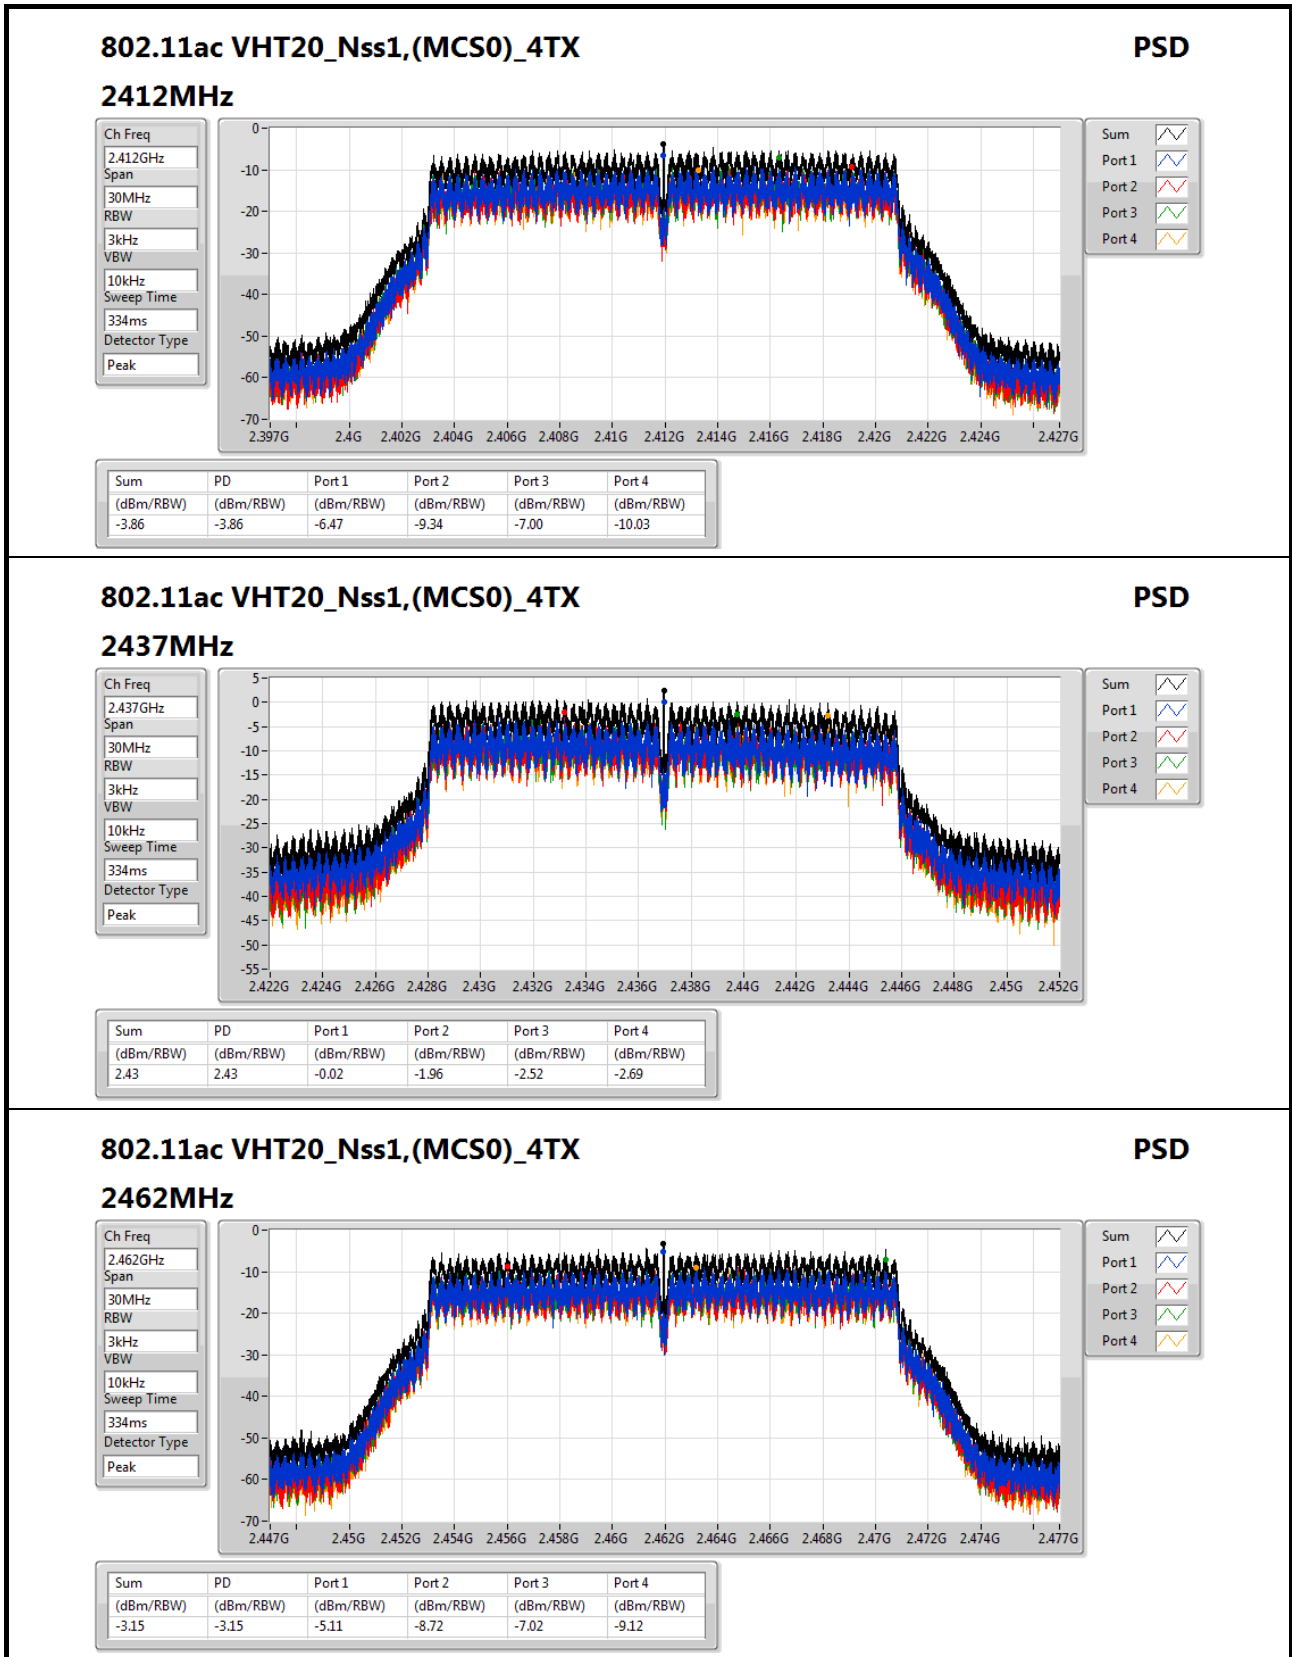 802.11ac VHT20_Nss1,(MCS0)_4TX PSD
2412MHz
Ch Freq
2.412GHz
Span
30MHz
RBW
3kHz
VBW
10kHz
Sweep Time
334ms
Detector Type
Peak
0
-10
-20
-30
-40
-50
-60
-70
2.397G 2.4G 2.402G 2.404G 2.406G 2.408G 2.41G 2.412G 2.414G 2.416G 2.418G 2.42G 2.422G 2.424G 2.427G
Sum
Port 1
Port 2
Port 3
Port 4
Sum PD Port 1 Port 2 Port 3 Port 4
(dBm/RBW) (dBm/RBW) (dBm/RBW) (dBm/RBW) (dBm/RBW) (dBm/RBW)
-3.86 -3.86 -6.47 -9.34 -7.00 -10.03
802.11ac VHT20_Nss1,(MCS0)_4TX PSD
2437MHz
Ch Freq
2.437GHz
Span
30MHz
RBW
3kHz
VBW
10kHz
Sweep Time
334ms
Detector Type
Peak
5
0
-5
-10
-15
-20
-25
-30
-35
-40
-45
-50
-55
2.422G 2.424G 2.426G 2.428G 2.43G 2.432G 2.434G 2.436G 2.438G 2.44G 2.442G 2.444G 2.446G 2.448G 2.45G 2.452G
Sum
Port 1
Port 2
Port 3
Port 4
Sum PD Port 1 Port 2 Port 3 Port 4
(dBm/RBW) (dBm/RBW) (dBm/RBW) (dBm/RBW) (dBm/RBW) (dBm/RBW)
2.43 2.43 -0.02 -1.96 -2.52 -2.69
802.11ac VHT20_Nss1,(MCS0)_4TX PSD
2462MHz
Ch Freq
2.462GHz
Span
30MHz
RBW
3kHz
VBW
10kHz
Sweep Time
334ms
Detector Type
Peak
0
-10
-20
-30
-40
-50
-60
-70
2.447G 2.45G 2.452G 2.454G 2.456G 2.458G 2.46G 2.462G 2.464G 2.466G 2.468G 2.47G 2.472G 2.474G 2.477G
Sum
Port 1
Port 2
Port 3
Port 4
Sum PD Port 1 Port 2 Port 3 Port 4
(dBm/RBW) (dBm/RBW) (dBm/RBW) (dBm/RBW) (dBm/RBW) (dBm/RBW)
-3.15 -3.15 -5.11 -8.72 -7.02 -9.12